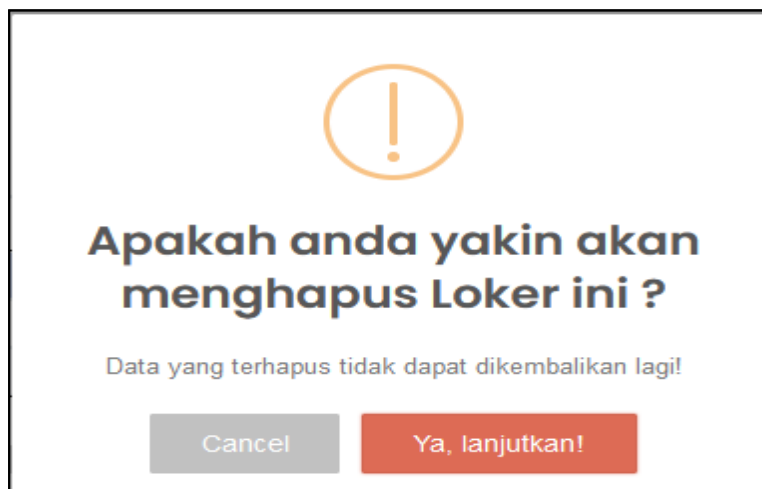 Apakah anda yakin akan
menghapus Loker ini ?
Data yang terhapus tidak dapat dikembalikan lagi!
Cancel
Ya, lanjutkan!